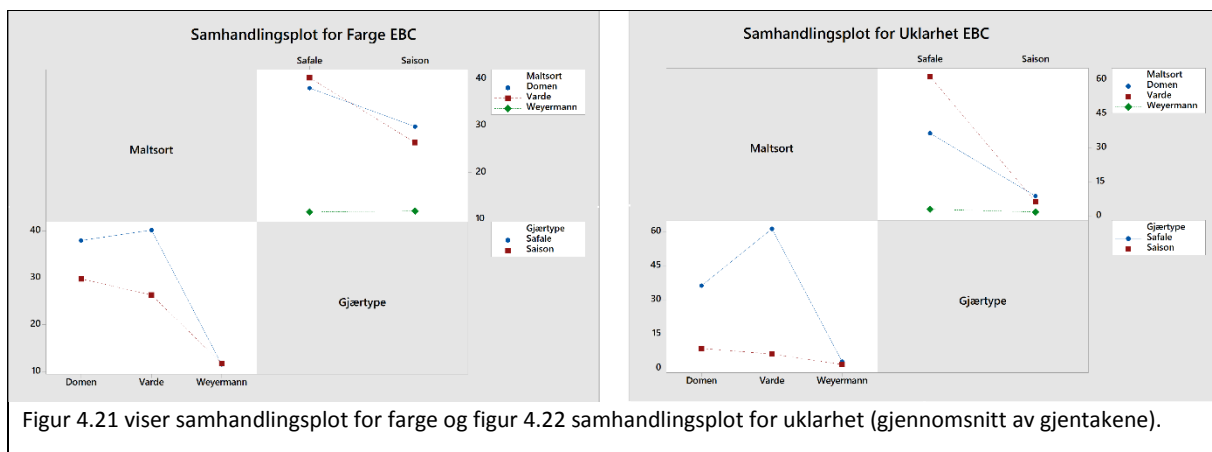 Samhandlingsplot for Farge EBC
Safale Saison
Maltsort
Domen
Varde
Weyermann
40
30
20
10
Maltsort
40
30
20
10
Gjærtype
Gjærtype
Safale
Saison
Domen Varde Weyermann
Samhandlingsplot for Uklarhet EBC
Safale Saison
Maltsort
Domen
Varde
Weyermann
60
45
30
15
0
Maltsort
60
45
30
15
0
Gjærtype
Gjærtype
Safale
Saison
Domen Varde Weyermann
Figur 4.21 viser samhandlingsplot for farge og figur 4.22 samhandlingsplot for uklarhet (gjennomsnitt av gjentakene).